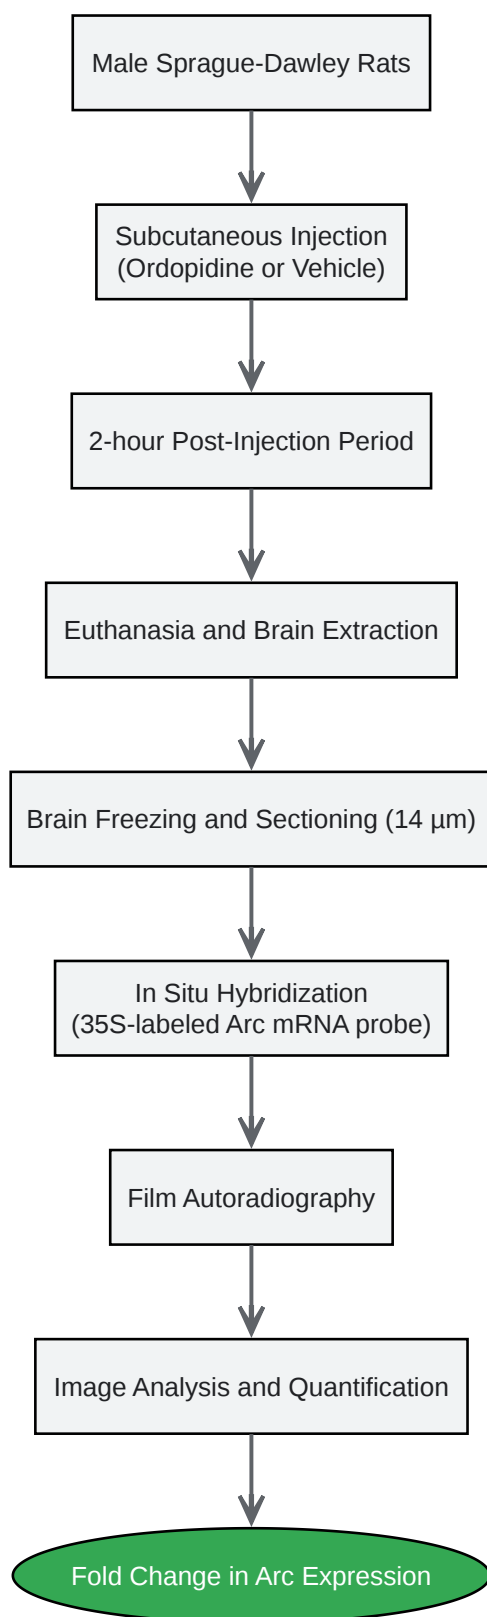 Male Sprague-Dawley Rats
Subcutaneous Injection
(Ordopidine or Vehicle)
2-hour Post-Injection Period
Euthanasia and Brain Extraction
Brain Freezing and Sectioning (14 µm)
In Situ Hybridization
(35S-labeled Arc mRNA probe)
Film Autoradiography
Image Analysis and Quantification
Fold Change in Arc Expression